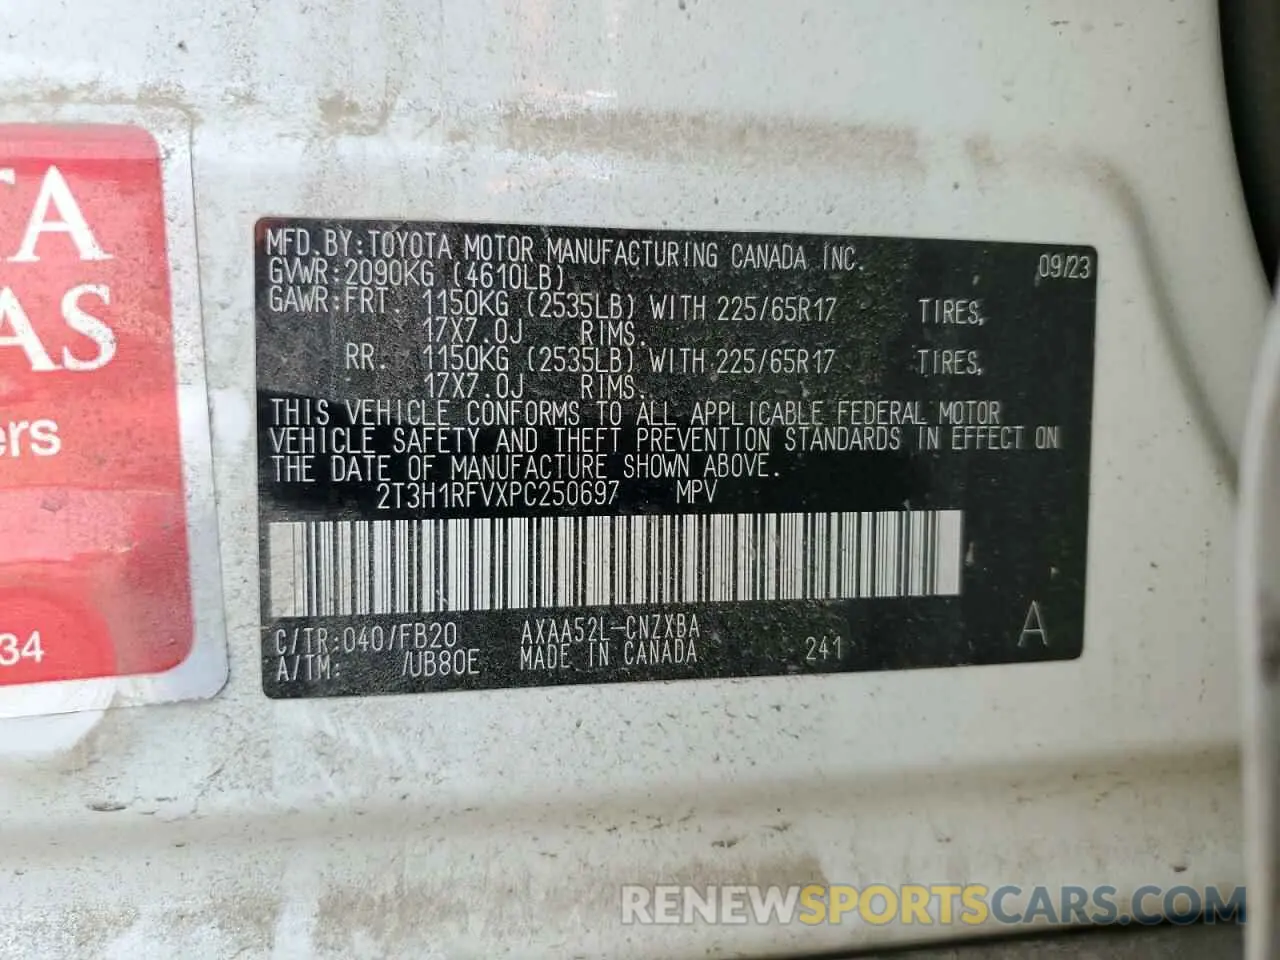 TA
AS
ers
34
MFD.BY:TOYOTA MOTOR MANUFACTURING CANADA INC.
09/23
GVWR:2090KG (4610LB)
GAWR:FRT. 1150KG (2535LB) WITH 225/65R17 TIRES,
17X7.0J RIMS.
RR. 1150KG (2535LB) WITH 225/65R17 TIRES,
17X7.0J RIMS.
THIS VEHICLE CONFORMS TO ALL APPLICABLE FEDERAL MOTOR
VEHICLE SAFETY AND THEFT PREVENTION STANDARDS IN EFFECT ON
THE DATE OF MANUFACTURE SHOWN ABOVE.
2T3H1RFVXPC250697 MPV
C/TR:040/FB20 AXAA52L-CNZXBA
A/TM: /UB80E MADE IN CANADA 241
A
RENEWSPORTSCARS.COM